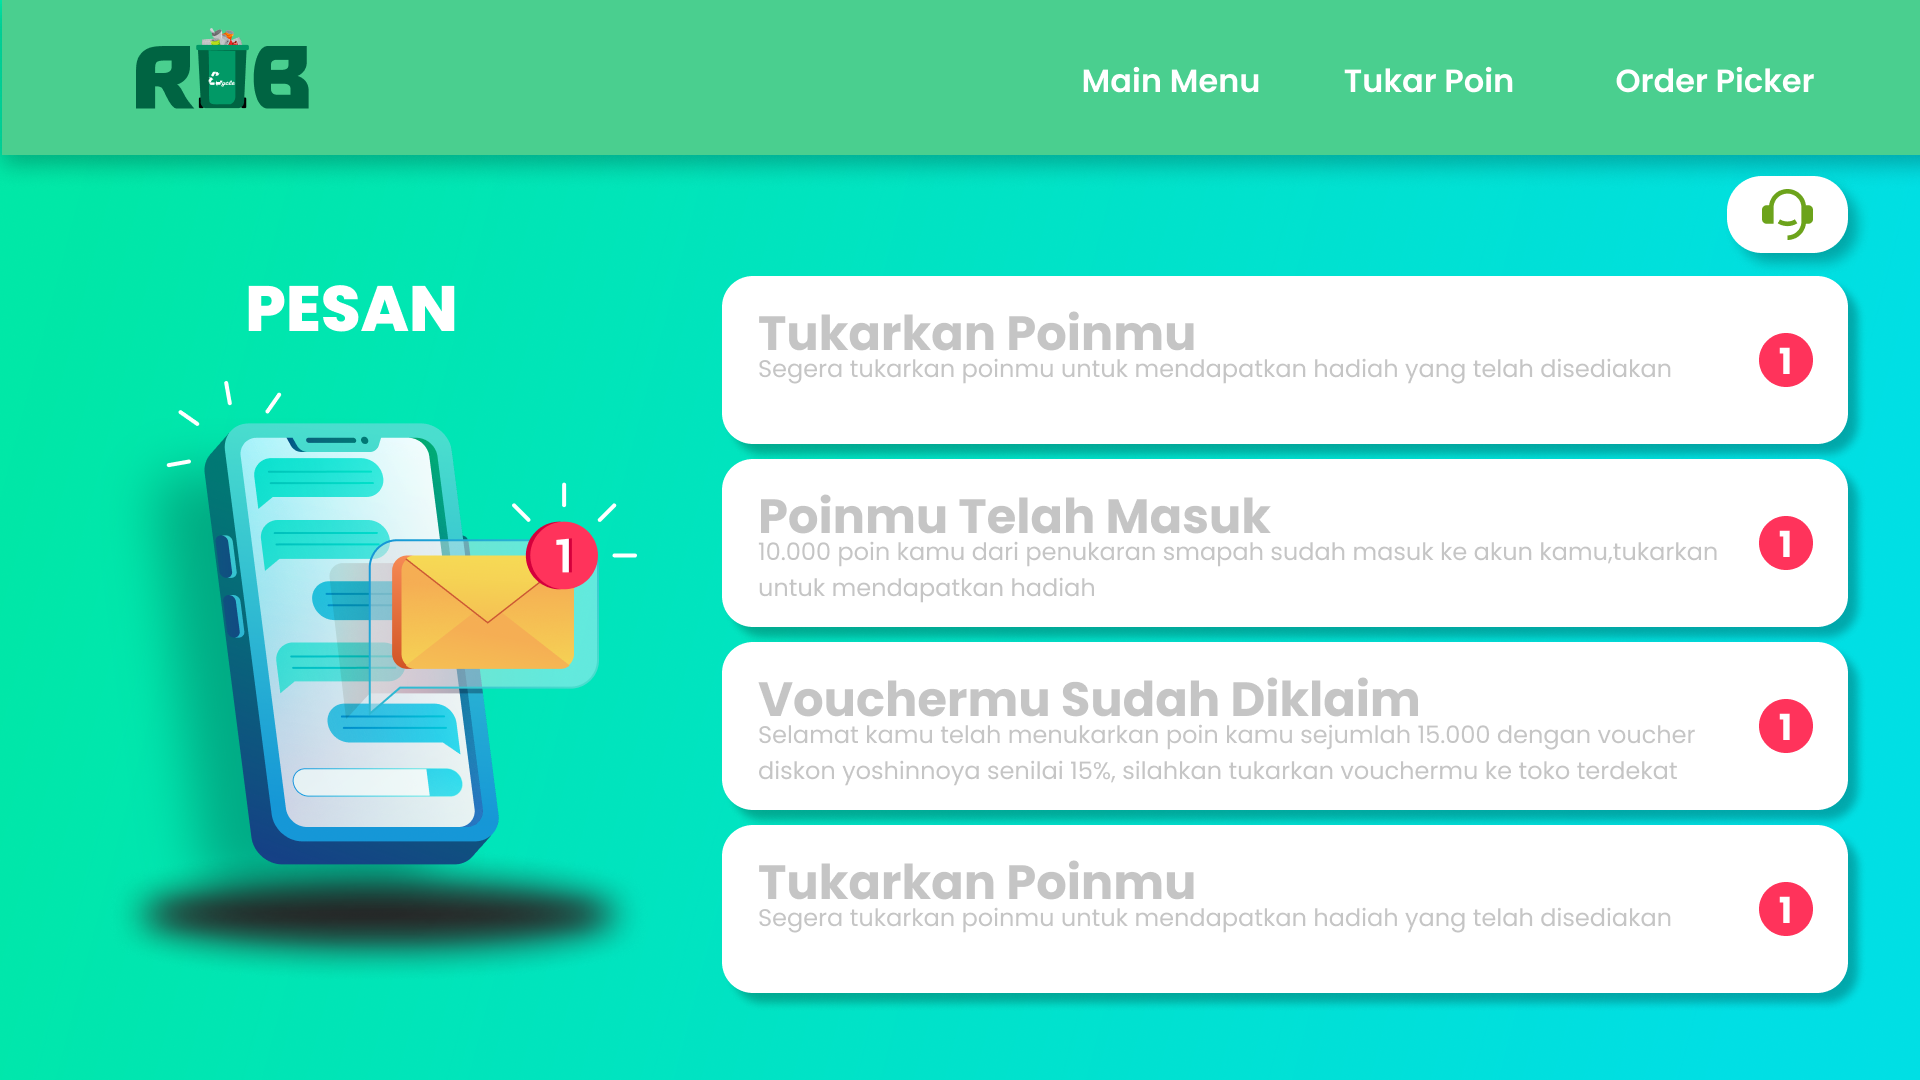 RUB
Main Menu
Tukar Poin
Order Picker
PESAN
1
Tukarkan Poinmu
Segera tukarkan poinmu untuk mendapatkan hadiah yang telah disediakan
1
Poinmu Telah Masuk
10.000 poin kamu dari penukaran smapah sudah masuk ke akun kamu,tukarkan
untuk mendapatkan hadiah
1
Vouchermu Sudah Diklaim
Selamat kamu telah menukarkan poin kamu sejumlah 15.000 dengan voucher
diskon yoshinnoya senilai 15%, silahkan tukarkan vouchermu ke toko terdekat
1
Tukarkan Poinmu
Segera tukarkan poinmu untuk mendapatkan hadiah yang telah disediakan
1